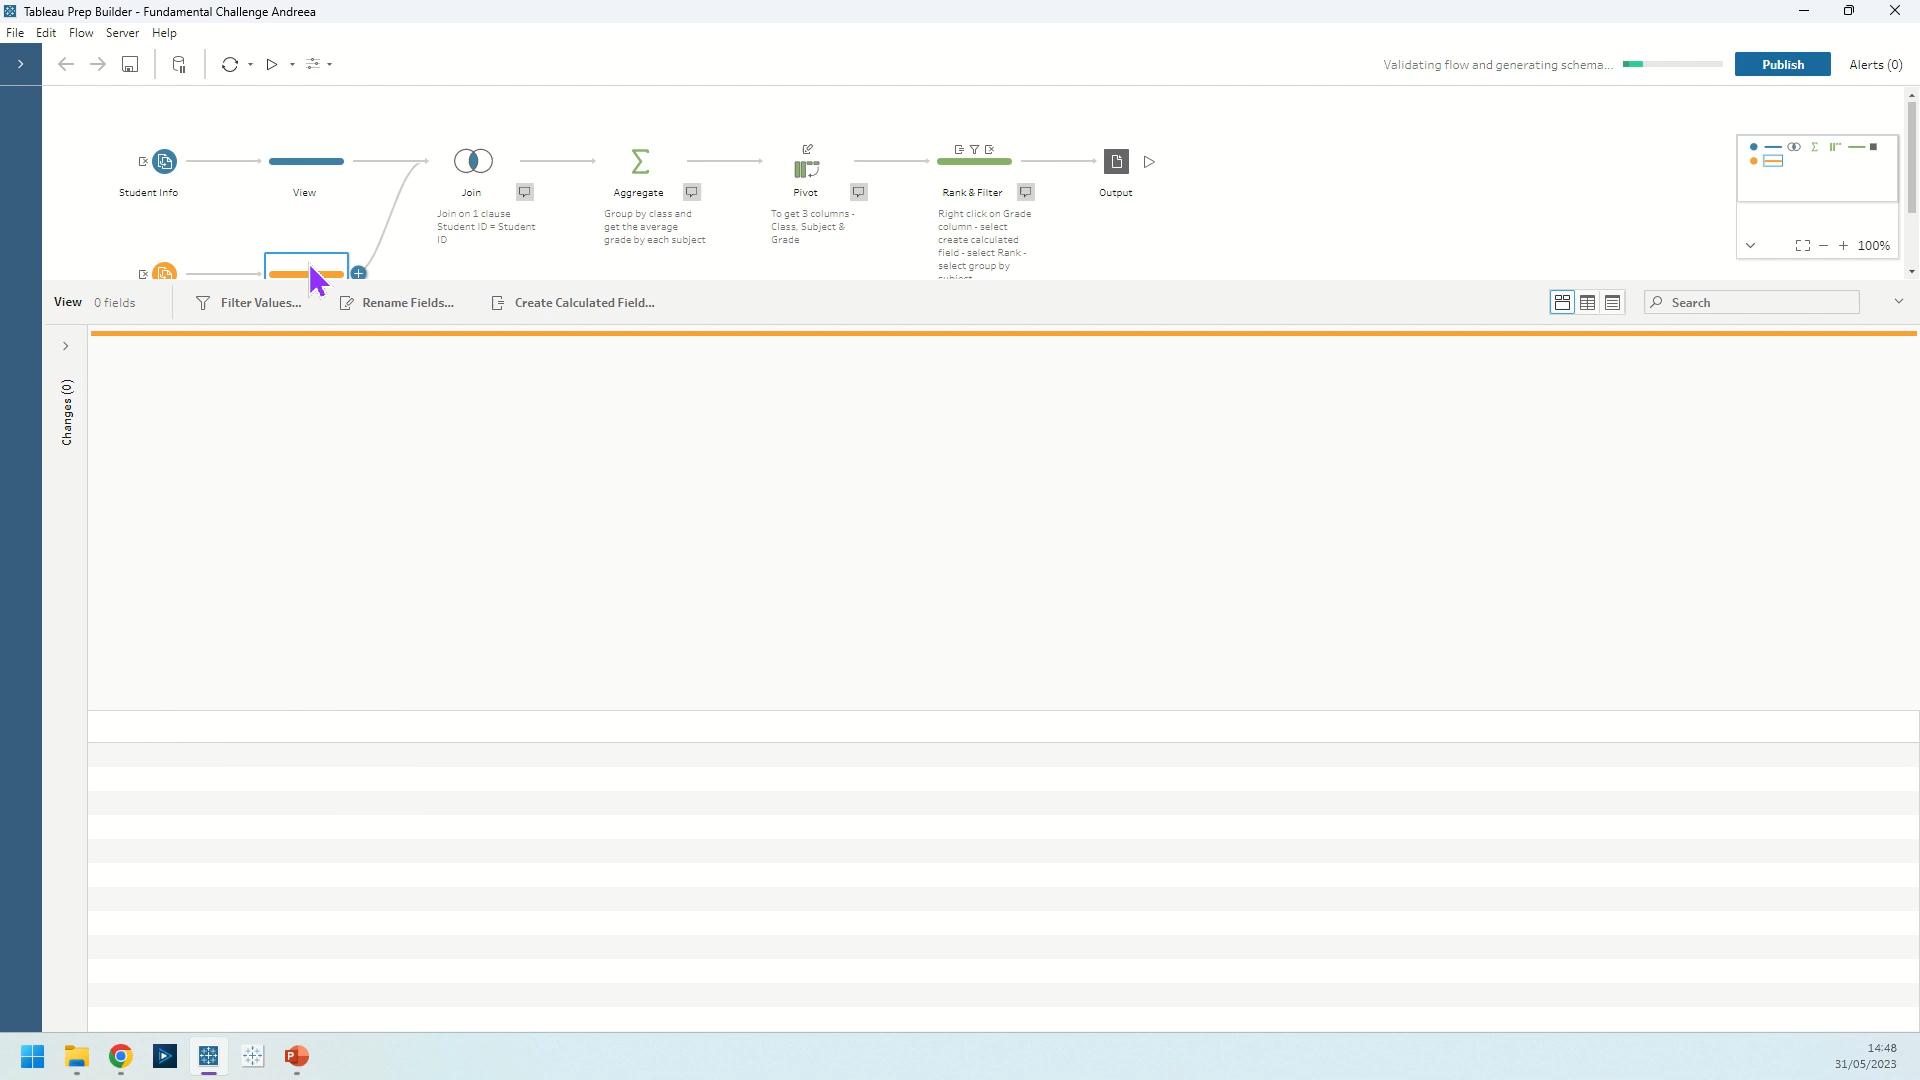 Tableau Prep Builder - Fundamental Challenge Andreea
File Edit Flow Server Help
Validating flow and generating schema...
Publish
Alerts (0)
Student Info
View
Join
Join on 1 clause
Student ID = Student
ID
Aggregate
Group by class and
get the average
grade by each subject
Pivot
To get 3 columns -
Class, Subject &
Grade
Rank & Filter
Right click on Grade
column - select
create calculated
field - select Rank -
select group by
Output
100%
View 0 fields
Filter Values...
Rename Fields...
Create Calculated Field...
Search
Changes (0)
14:48
31/05/2023